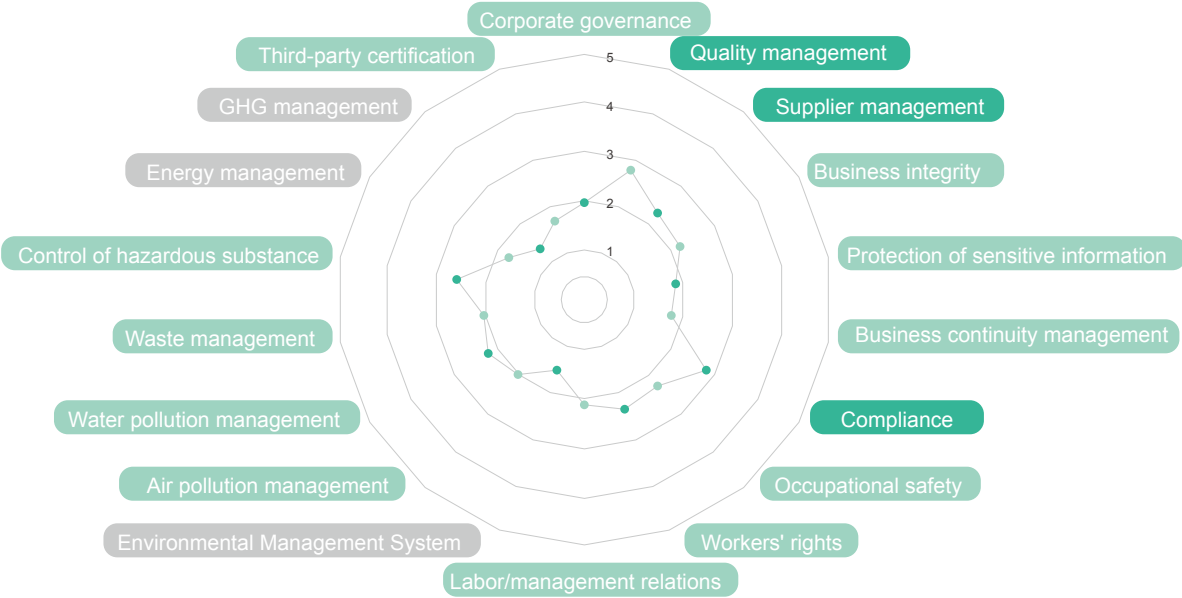 Corporate governance
Quality management
Supplier management
Business integrity
Protection of sensitive information
Business continuity management
Compliance
Occupational safety
Workers' rights
Labor/management relations
Environmental Management System
Air pollution management
Water pollution management
Waste management
Control of hazardous substance
Energy management
GHG management
Third-party certification
5
4
3
2
1